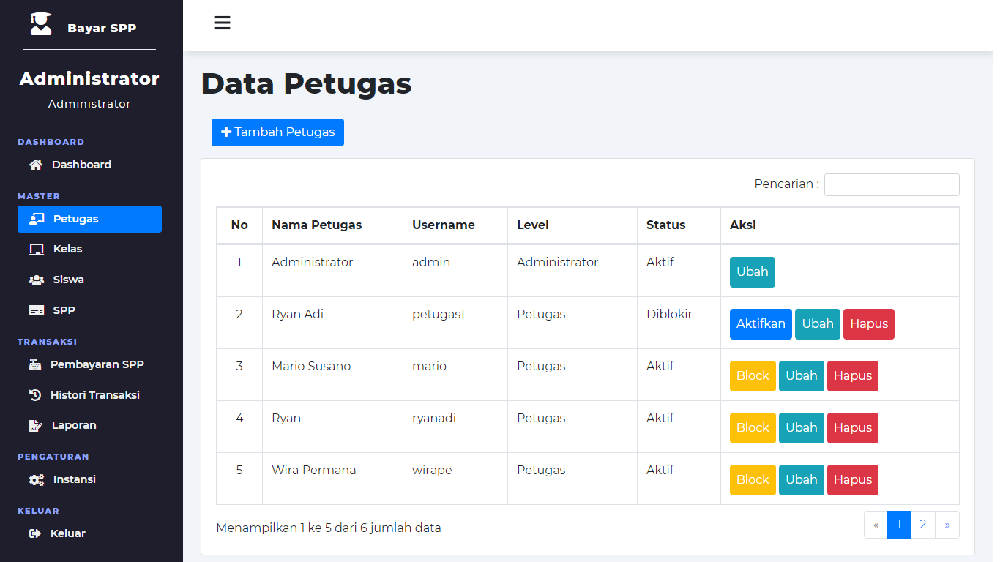 Bayar SPP
Administrator
Administrator
DASHBOARD
Dashboard
MASTER
Petugas
Kelas
Siswa
SPP
TRANSAKSI
Pembayaran SPP
Histori Transaksi
Laporan
PENGATURAN
Instansi
KELUAR
Keluar
Data Petugas
Tambah Petugas
Pencarian :
No Nama Petugas Username Level Status Aksi
1 Administrator admin Administrator Aktif Ubah
2 Ryan Adi petugas1 Petugas Diblokir Aktifkan Ubah Hapus
3 Mario Susano mario Petugas Aktif Block Ubah Hapus
4 Ryan ryanadi Petugas Aktif Block Ubah Hapus
5 Wira Permana wirape Petugas Aktif Block Ubah Hapus
Menampilkan 1 ke 5 dari 6 jumlah data
« 1 2 »